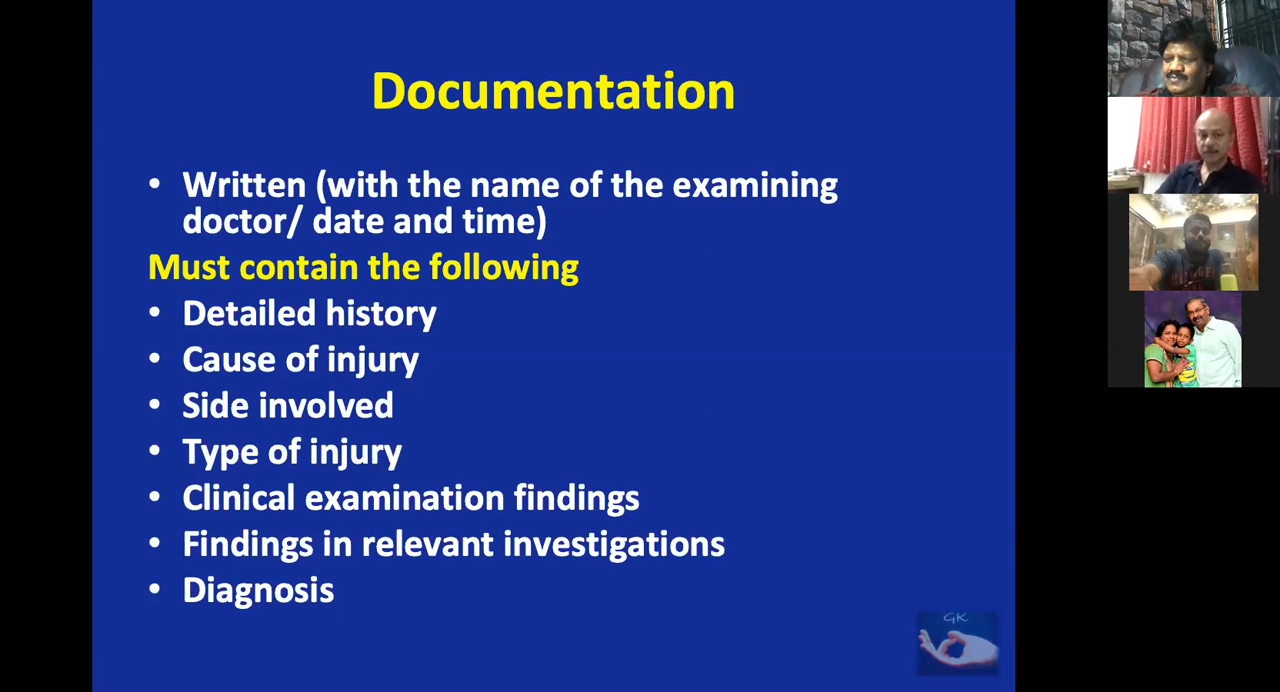 Documentation
• Written (with the name of the examining
doctor/ date and time)
Must contain the following
• Detailed history
• Cause of injury
• Side involved
• Type of injury
• Clinical examination findings
• Findings in relevant investigations
• Diagnosis
GK